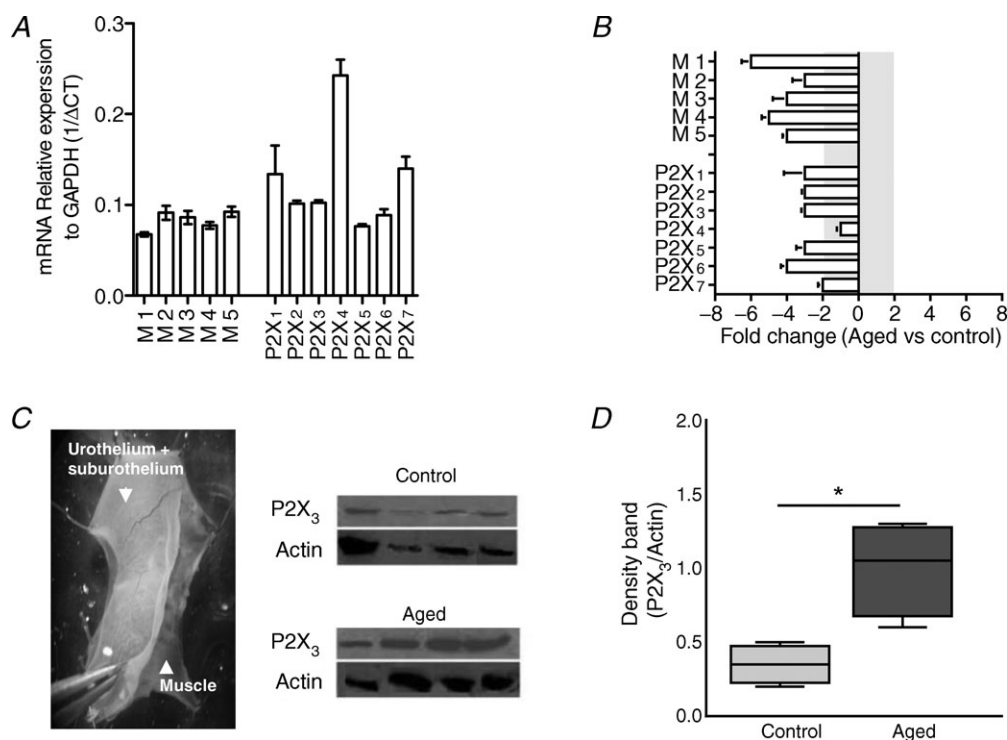 A
mRNA Relative experssion
to GAPDH (1/ΔCT)
0.3
0.2
0.1
0.0
M 1
M 2
M 3
M 4
M 5
P2X1
P2X2
P2X3
P2X4
P2X5
P2X6
P2X7
B
M 1
M 2
M 3
M 4
M 5
P2X1
P2X2
P2X3
P2X4
P2X5
P2X6
P2X7
−8 −6 −4 −2 0 2 4 6 8
Fold change (Aged vs control)
C
Urothelium +
suburothelium
Muscle
Control
P2X3
Actin
Aged
P2X3
Actin
D
Density band
(P2X3/Actin)
2.0
1.5
1.0
0.5
0.0
*
Control Aged